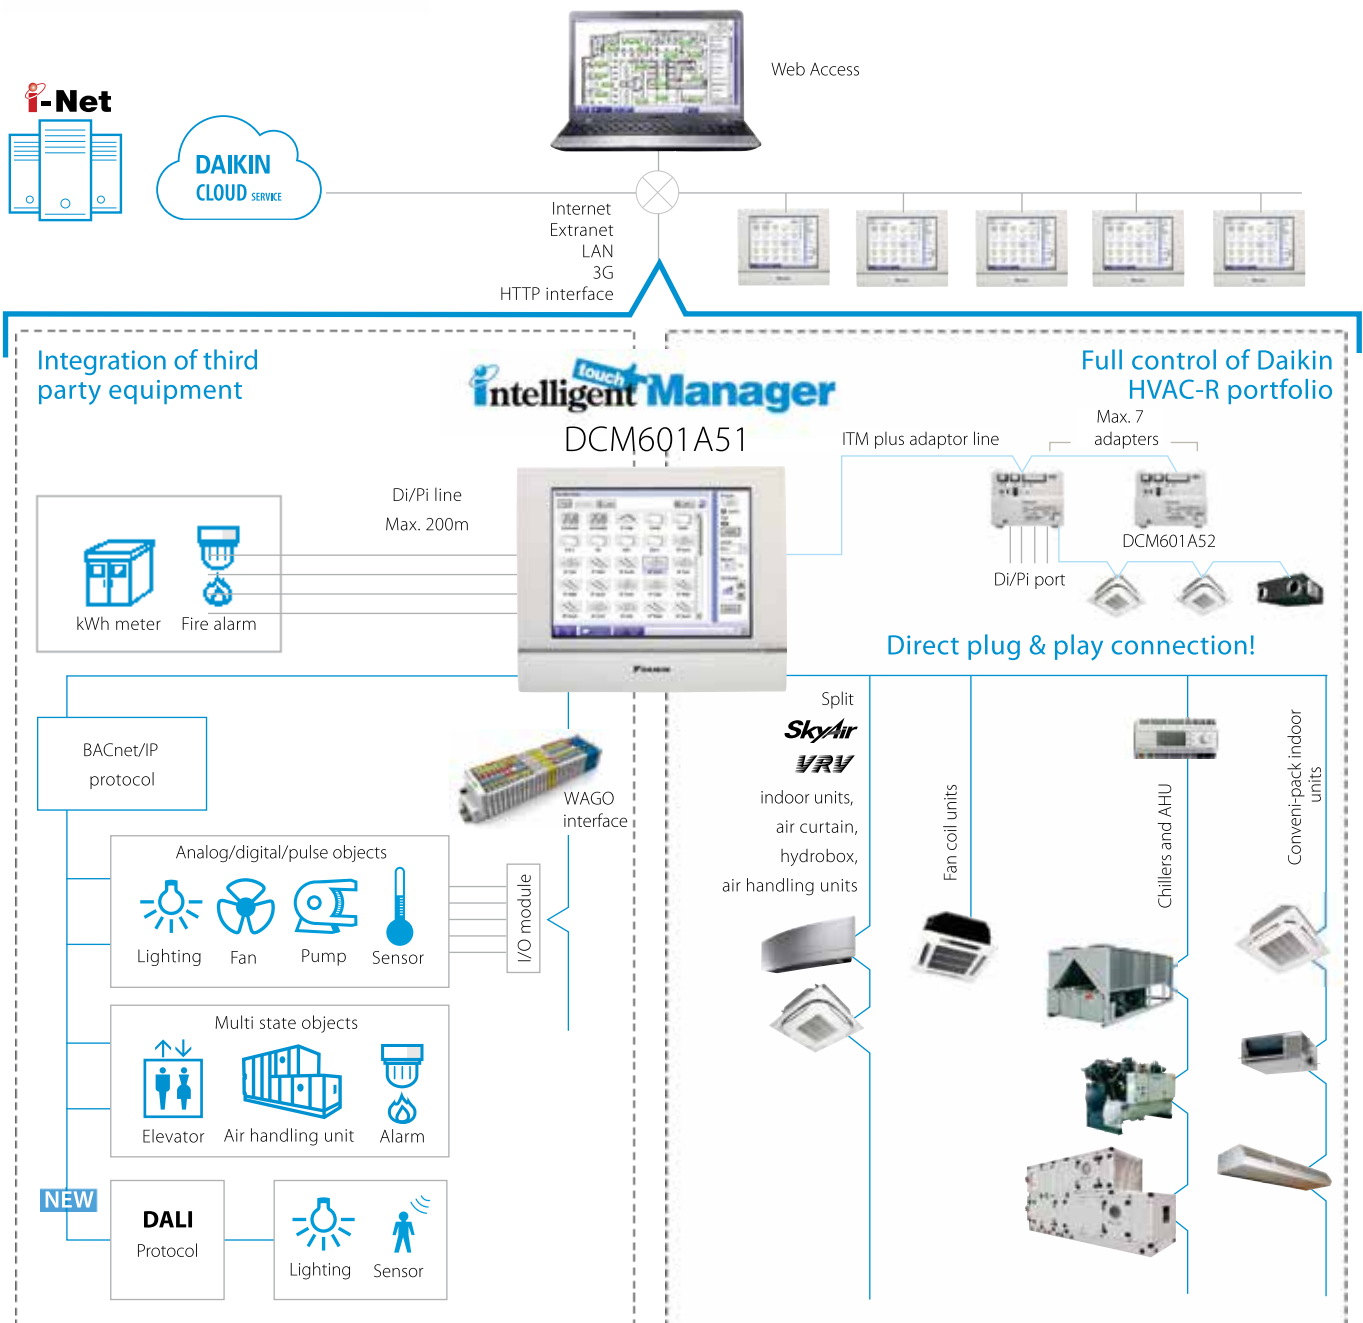 Web Access
i-Net
DAIKIN
CLOUD SERVICE
Internet
Extranet
LAN
3G
HTTP interface
Integration of third
party equipment
intelligent touch Manager
DCM601A51
Full control of Daikin
HVAC-R portfolio
ITM plus adaptor line
Max. 7
adapters
DCM601A52
Di/Pi port
Di/Pi line
Max. 200m
kWh meter
Fire alarm
DAIKIN
Direct plug & play connection!
BACnet/IP
protocol
WAGO
interface
Analog/digital/pulse objects
Lighting
Fan
Pump
Sensor
I/O module
Multi state objects
Elevator
Air handling unit
Alarm
NEW
DALI
Protocol
Lighting
Sensor
Split
SkyAir
VRV
indoor units,
air curtain,
hydrobox,
air handling units
Fan coil units
Chillers and AHU
Conveni-pack indoor
units